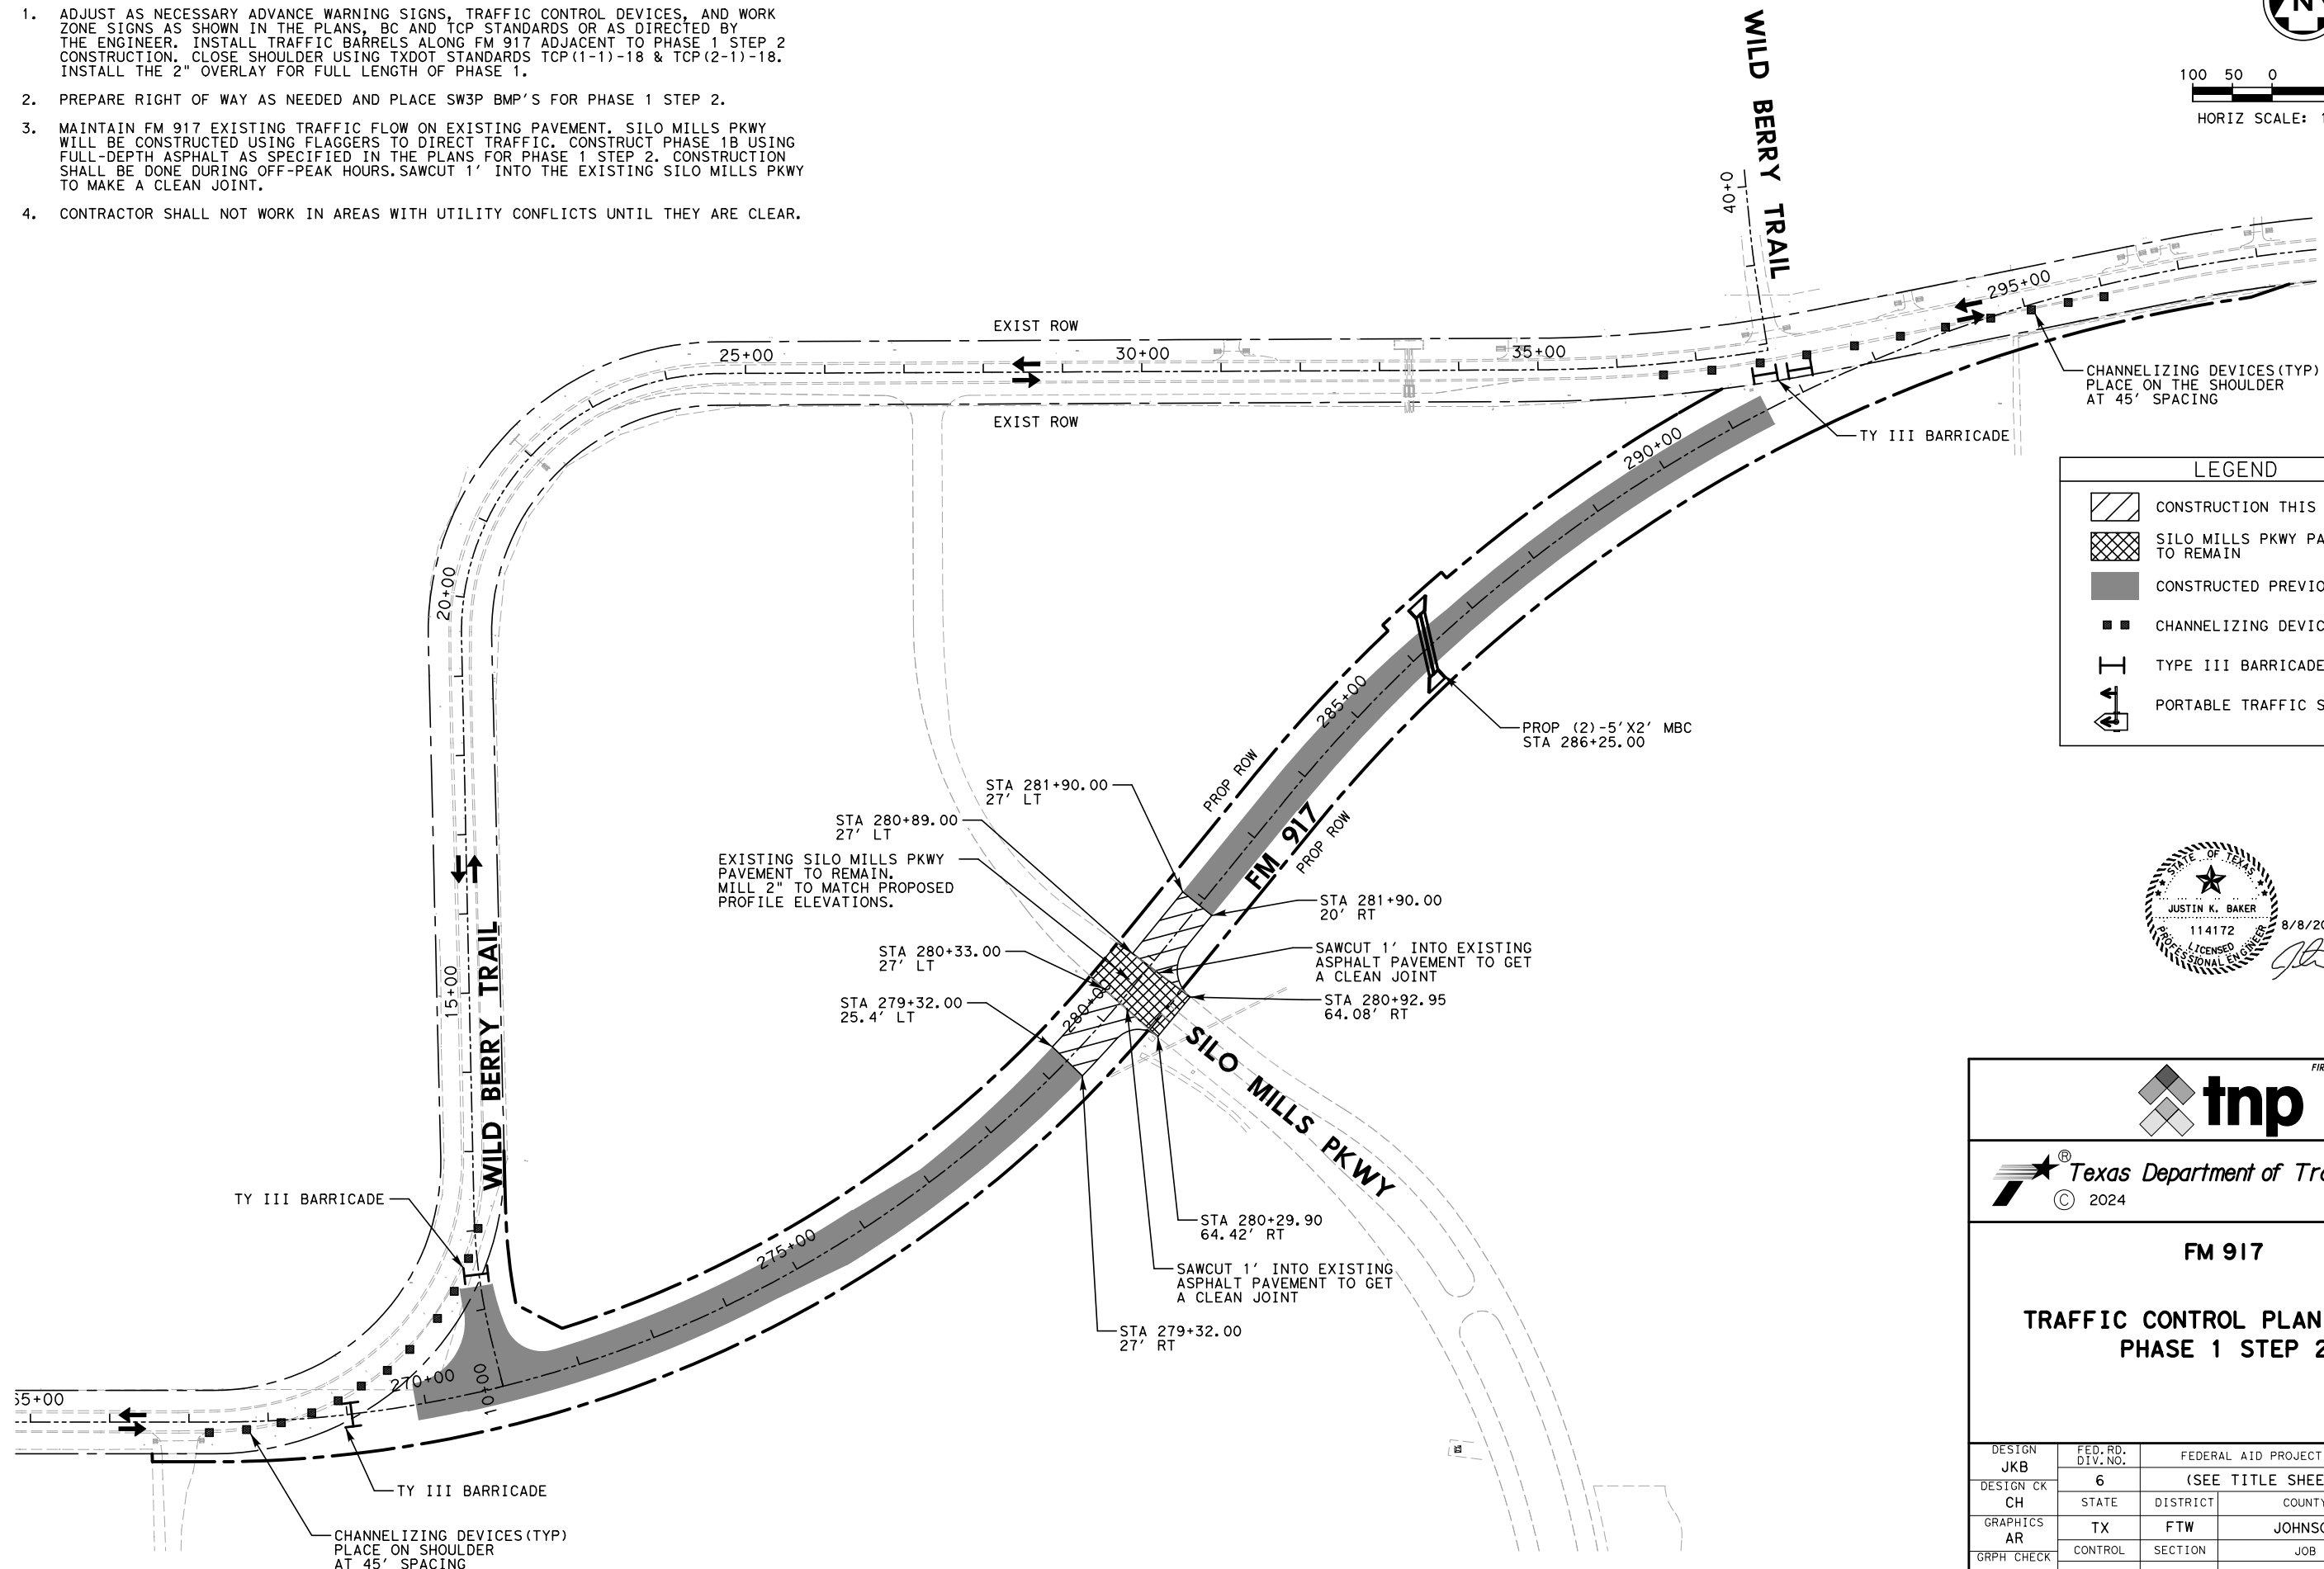 1. ADJUST AS NECESSARY ADVANCE WARNING SIGNS, TRAFFIC CONTROL DEVICES, AND WORK
ZONE SIGNS AS SHOWN IN THE PLANS, BC AND TCP STANDARDS OR AS DIRECTED BY
THE ENGINEER. INSTALL TRAFFIC BARRELS ALONG FM 917 ADJACENT TO PHASE 1 STEP 2
CONSTRUCTION. CLOSE SHOULDER USING TXDOT STANDARDS TCP(1-1)-18 & TCP(2-1)-18.
INSTALL THE 2" OVERLAY FOR FULL LENGTH OF PHASE 1.
2. PREPARE RIGHT OF WAY AS NEEDED AND PLACE SW3P BMP'S FOR PHASE 1 STEP 2.
3. MAINTAIN FM 917 EXISTING TRAFFIC FLOW ON EXISTING PAVEMENT. SILO MILLS PKWY
WILL BE CONSTRUCTED USING FLAGGERS TO DIRECT TRAFFIC. CONSTRUCT PHASE 1B USING
FULL-DEPTH ASPHALT AS SPECIFIED IN THE PLANS FOR PHASE 1 STEP 2. CONSTRUCTION
SHALL BE DONE DURING OFF-PEAK HOURS.SAWCUT 1' INTO THE EXISTING SILO MILLS PKWY
TO MAKE A CLEAN JOINT.
4. CONTRACTOR SHALL NOT WORK IN AREAS WITH UTILITY CONFLICTS UNTIL THEY ARE CLEAR.
N
100 50 0
HORIZ SCALE: 1
WILD BERRY TRAIL
40+0
295+00
EXIST ROW
25+00
30+00
35+00
EXIST ROW
CHANNELIZING DEVICES(TYP)
PLACE ON THE SHOULDER
AT 45' SPACING
TY III BARRICADE
290+00
LEGEND
CONSTRUCTION THIS
SILO MILLS PKWY PA
TO REMAIN
CONSTRUCTED PREVIO
CHANNELIZING DEVIC
TYPE III BARRICADE
PORTABLE TRAFFIC S
20+00
285+00
PROP (2)-5'X2' MBC
STA 286+25.00
PROP ROW
FM 917
PROP ROW
STA 281+90.00
27' LT
STA 280+89.00
27' LT
EXISTING SILO MILLS PKWY
PAVEMENT TO REMAIN.
MILL 2" TO MATCH PROPOSED
PROFILE ELEVATIONS.
STA 281+90.00
20' RT
STA 280+33.00
27' LT
SAWCUT 1' INTO EXISTING
ASPHALT PAVEMENT TO GET
A CLEAN JOINT
STA 279+32.00
25.4' LT
STA 280+92.95
64.08' RT
280+00
STATE OF TEXAS
JUSTIN K. BAKER
114172
LICENSED
PROFESSIONAL ENGINEER
8/8/20
15+00
WILD BERRY TRAIL
SILO MILLS PKWY
TY III BARRICADE
275+00
STA 280+29.90
64.42' RT
SAWCUT 1' INTO EXISTING
ASPHALT PAVEMENT TO GET
A CLEAN JOINT
STA 279+32.00
27' RT
270+00
10+00
65+00
TY III BARRICADE
CHANNELIZING DEVICES(TYP)
PLACE ON SHOULDER
AT 45' SPACING
FIR
tnp
® Texas Department of Tra
© 2024
FM 917
TRAFFIC CONTROL PLAN
PHASE 1 STEP 2
DESIGN
JKB
FED.RD.
DIV.NO.
FEDERAL AID PROJECT
6
(SEE TITLE SHEE
DESIGN CK
CH
STATE
DISTRICT
COUNTY
GRAPHICS
AR
TX
FTW
JOHNSO
GRPH CHECK
CONTROL
SECTION
JOB